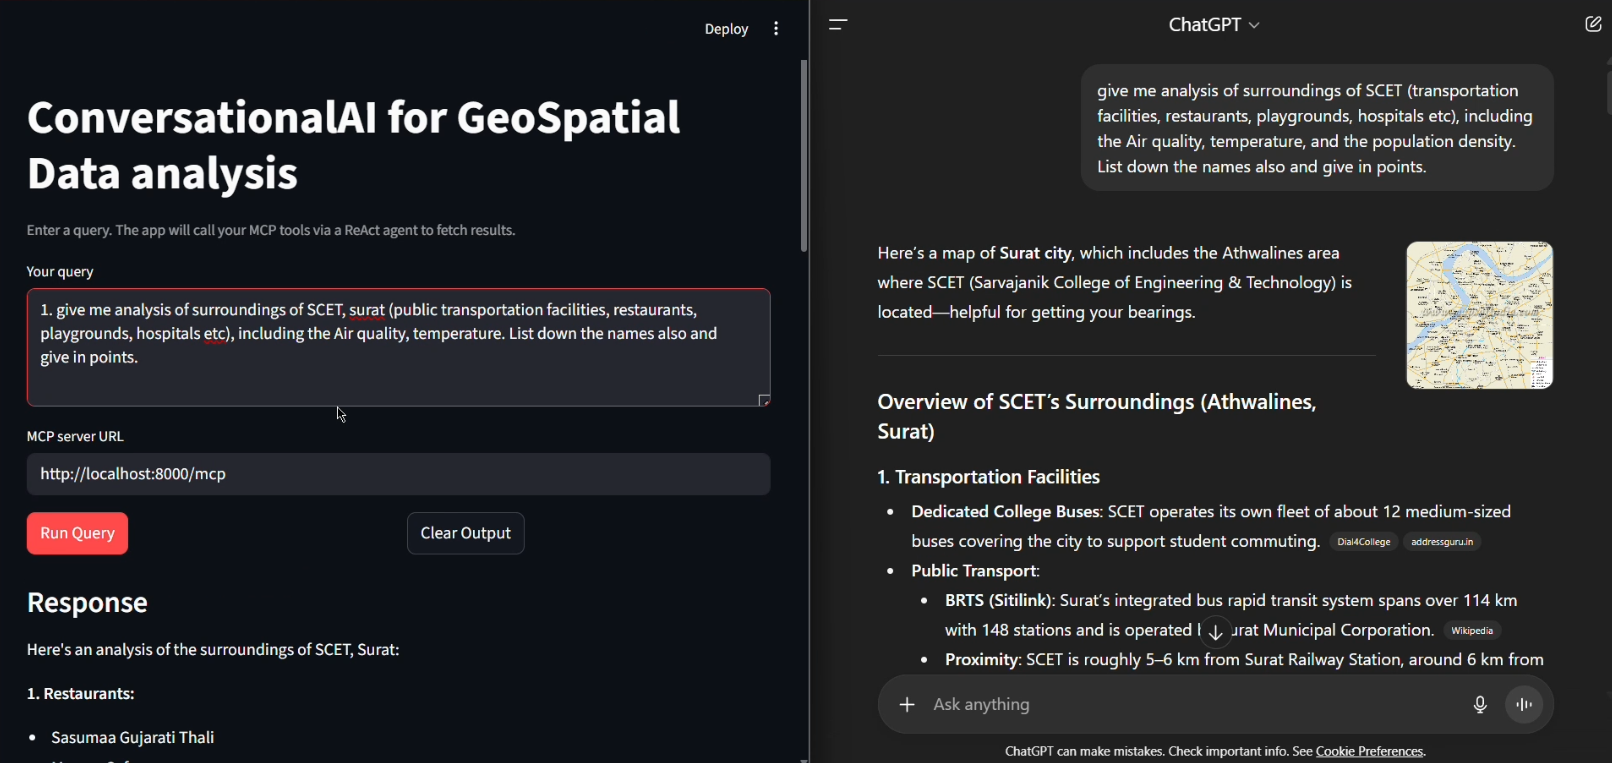 Deploy
ConversationalAI for GeoSpatial
Data analysis
Enter a query. The app will call your MCP tools via a ReAct agent to fetch results.
Your query
1. give me analysis of surroundings of SCET, surat (public transportation facilities, restaurants,
playgrounds, hospitals etc), including the Air quality, temperature. List down the names also and
give in points.
MCP server URL
http://localhost:8000/mcp
Run Query
Clear Output
Response
Here's an analysis of the surroundings of SCET, Surat:
1. Restaurants:
• Sasumaa Gujarati Thali
ChatGPT
give me analysis of surroundings of SCET (transportation
facilities, restaurants, playgrounds, hospitals etc), including
the Air quality, temperature, and the population density.
List down the names also and give in points.
Here's a map of Surat city, which includes the Athwalines area
where SCET (Sarvajanik College of Engineering & Technology) is
located—helpful for getting your bearings.
Overview of SCET's Surroundings (Athwalines,
Surat)
1. Transportation Facilities
• Dedicated College Buses: SCET operates its own fleet of about 12 medium-sized
buses covering the city to support student commuting. Dial4College addressguru.in
• Public Transport:
• BRTS (Sitilink): Surat's integrated bus rapid transit system spans over 114 km
with 148 stations and is operated Municipal Corporation. Wikipedia
• Proximity: SCET is roughly 5–6 km from Surat Railway Station, around 6 km from
Ask anything
ChatGPT can make mistakes. Check important info. See Cookie Preferences.